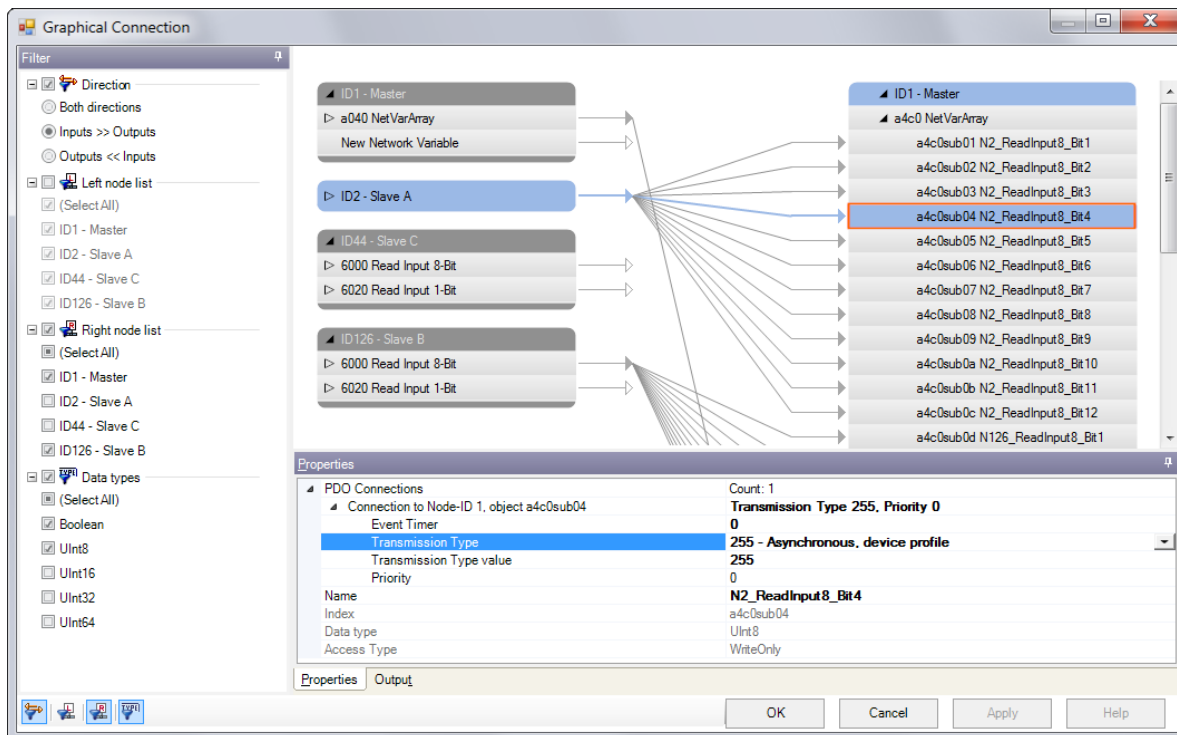 Graphical Connection
Filter
Direction
Both directions
Inputs >> Outputs
Outputs << Inputs
Left node list
(Select All)
ID1 - Master
ID2 - Slave A
ID44 - Slave C
ID126 - Slave B
Right node list
(Select All)
ID1 - Master
ID2 - Slave A
ID44 - Slave C
ID126 - Slave B
Data types
(Select All)
Boolean
UInt8
UInt16
UInt32
UInt64
ID1 - Master
a040 NetVarArray
New Network Variable
ID2 - Slave A
ID44 - Slave C
6000 Read Input 8-Bit
6020 Read Input 1-Bit
ID126 - Slave B
6000 Read Input 8-Bit
6020 Read Input 1-Bit
ID1 - Master
a4c0 NetVarArray
a4c0sub01 N2_ReadInput8_Bit1
a4c0sub02 N2_ReadInput8_Bit2
a4c0sub03 N2_ReadInput8_Bit3
a4c0sub04 N2_ReadInput8_Bit4
a4c0sub05 N2_ReadInput8_Bit5
a4c0sub06 N2_ReadInput8_Bit6
a4c0sub07 N2_ReadInput8_Bit7
a4c0sub08 N2_ReadInput8_Bit8
a4c0sub09 N2_ReadInput8_Bit9
a4c0sub0a N2_ReadInput8_Bit10
a4c0sub0b N2_ReadInput8_Bit11
a4c0sub0c N2_ReadInput8_Bit12
a4c0sub0d N126_ReadInput8_Bit1
Properties
PDO Connections Count: 1
Connection to Node-ID 1, object a4c0sub04 Transmission Type 255, Priority 0
Event Timer 0
Transmission Type 255 - Asynchronous, device profile
Transmission Type value 255
Priority 0
Name N2_ReadInput8_Bit4
Index a4c0sub04
Data type UInt8
Access Type WriteOnly
Properties Output
OK Cancel Apply Help